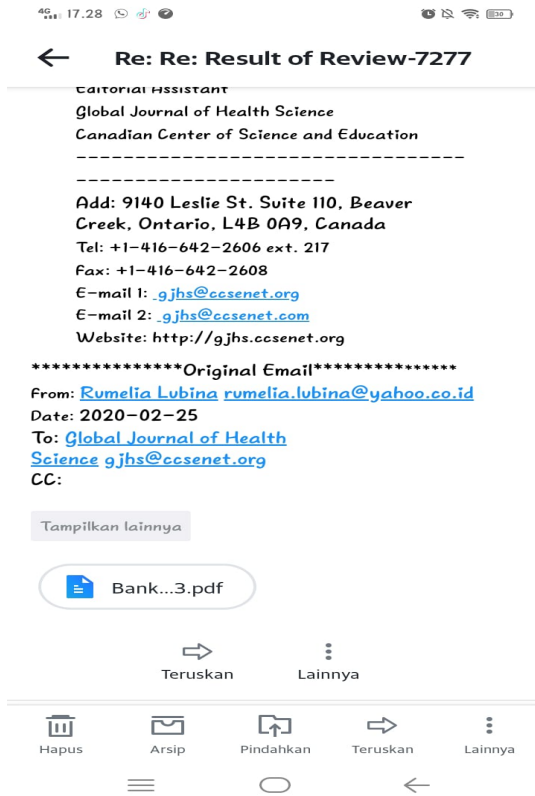 4G 17.28 30
Re: Re: Result of Review-7277
Editorial Assistant
Global Journal of Health Science
Canadian Center of Science and Education
----------------------------------
----------------------
Add: 9140 Leslie St. Suite 110, Beaver
Creek, Ontario, L4B 0A9, Canada
Tel: +1-416-642-2606 ext. 217
Fax: +1-416-642-2608
E-mail 1: gjhs@ccsenet.org
E-mail 2: gjhs@ccsenet.com
Website: http://gjhs.ccsenet.org
***************Original Email***************
From: Rumelia Lubina rumelia.lubina@yahoo.co.id
Date: 2020-02-25
To: Global Journal of Health
Science gjhs@ccsenet.org
CC:
Tampilkan lainnya
Bank...3.pdf
Teruskan Lainnya
Hapus Arsip Pindahkan Teruskan Lainnya